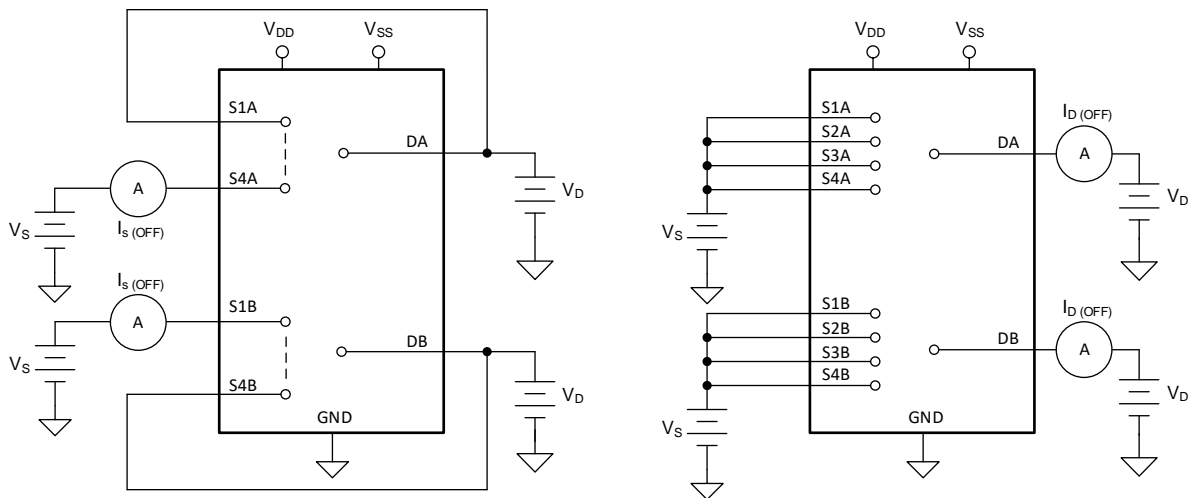 VDD
VSS
S1A
DA
A
S4A
VS
Is (OFF)
VD
Is (OFF)
A
S1B
VS
DB
S4B
VD
GND
VDD
VSS
S1A
S2A
S3A
S4A
DA
ID (OFF)
A
VD
VS
S1B
S2B
S3B
S4B
DB
ID (OFF)
A
VD
VS
GND